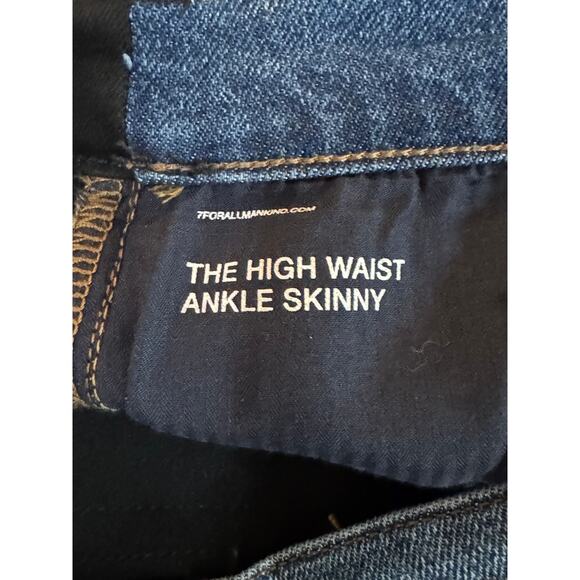 7FORALLMANKIND.COM
THE HIGH WAIST
ANKLE SKINNY